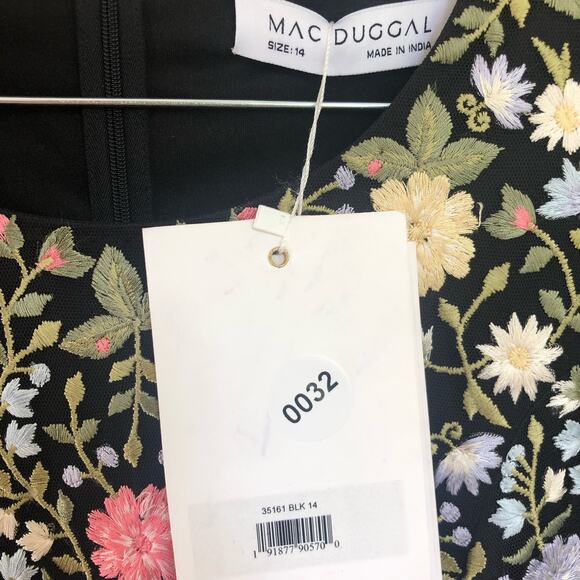 MAC DUGGAL
SIZE: 14 MADE IN INDIA
0032
35161 BLK 14
1 91877 90570 0